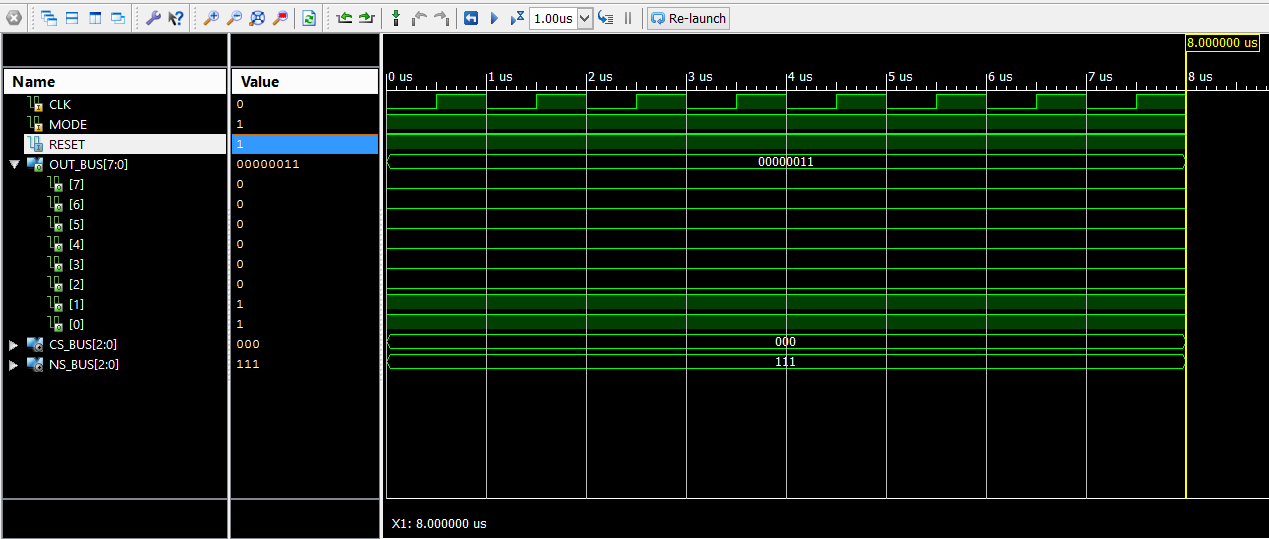 1.00us Re-launch
8.000000 us
Name Value
0 us 1 us 2 us 3 us 4 us 5 us 6 us 7 us 8 us
CLK 0
MODE 1
RESET 1
OUT_BUS[7:0] 00000011 00000011
[7] 0
[6] 0
[5] 0
[4] 0
[3] 0
[2] 0
[1] 1
[0] 1
CS_BUS[2:0] 000 000
NS_BUS[2:0] 111 111
X1: 8.000000 us